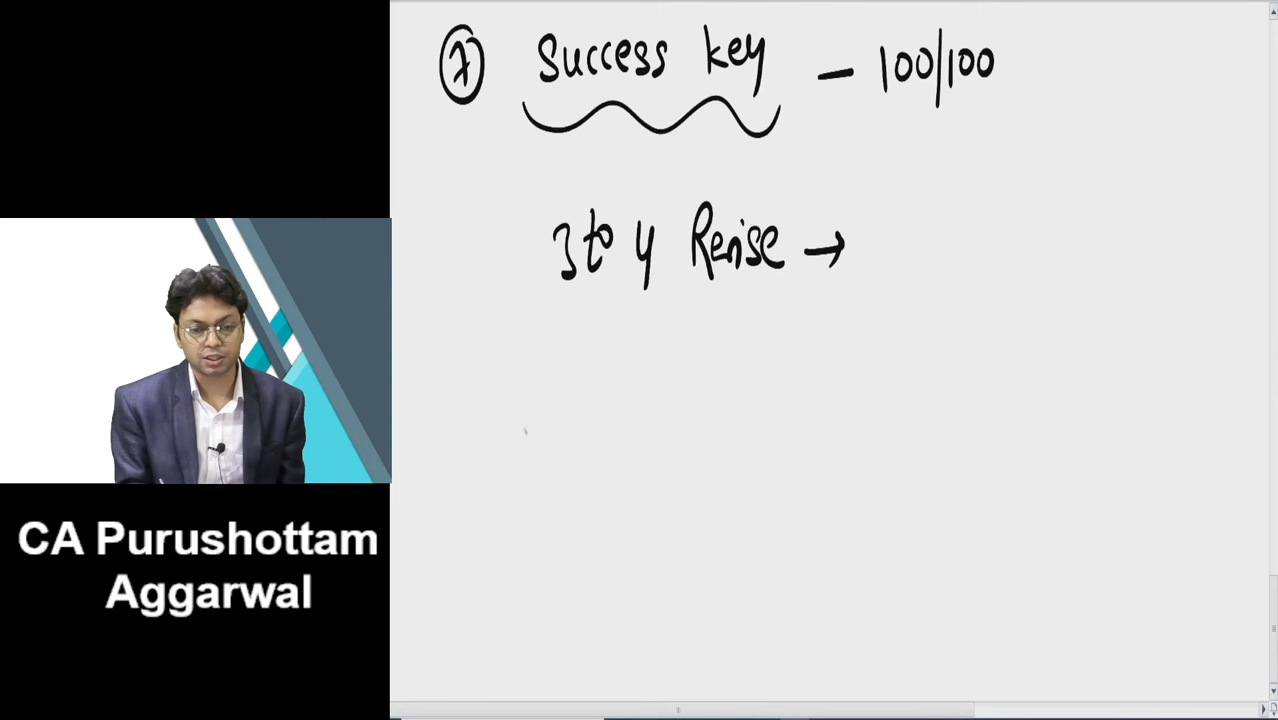 ⑦ Success key – 100/100
3 to 4 Revise →
CA Purushottam
Aggarwal